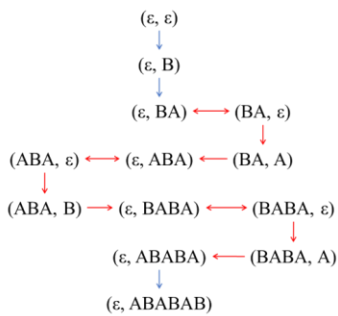 (ε, ε)
(ε, B)
(ε, BA) (BA, ε)
(ABA, ε) (ε, ABA) (BA, A)
(ABA, B) (ε, BABA) (BABA, ε)
(ε, ABABA) (BABA, A)
(ε, ABABAB)